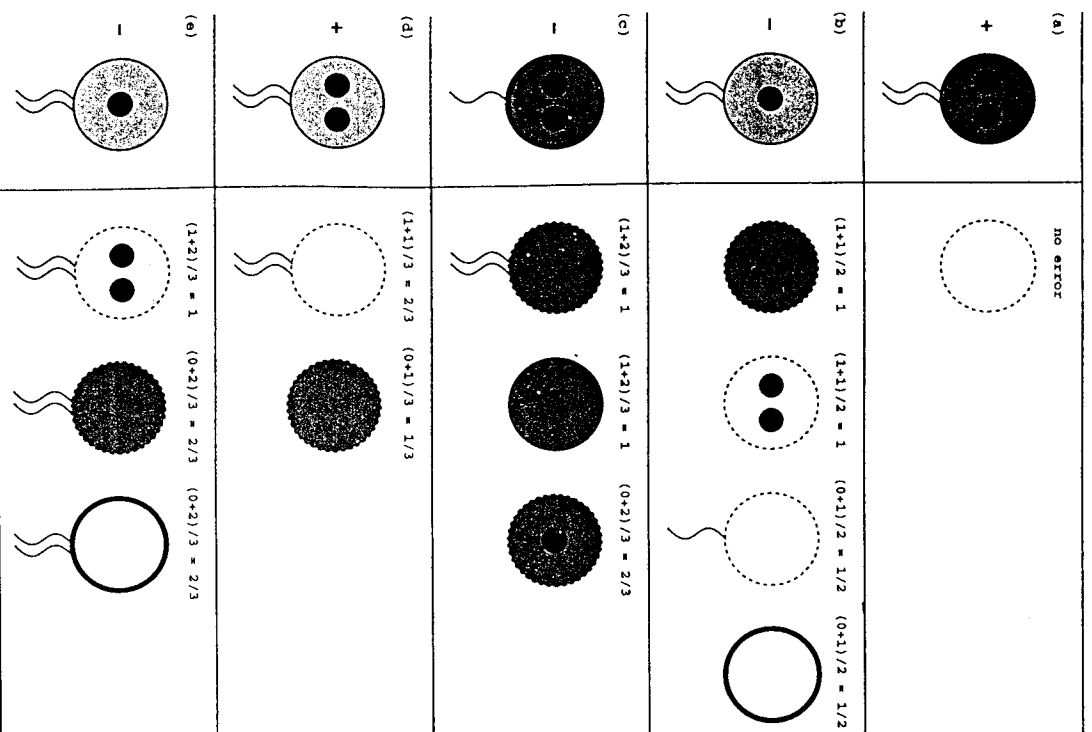 (a)
+
no error
(b)
-
(1+1)/2 = 1
(1+1)/2 = 1
(0+1)/2 = 1/2
(0+1)/2 = 1/2
(c)
-
(1+2)/3 = 1
(1+2)/3 = 1
(0+2)/3 = 2/3
(d)
+
(1+1)/3 = 2/3
(0+1)/3 = 1/3
(e)
-
(1+2)/3 = 1
(0+2)/3 = 2/3
(0+2)/3 = 2/3